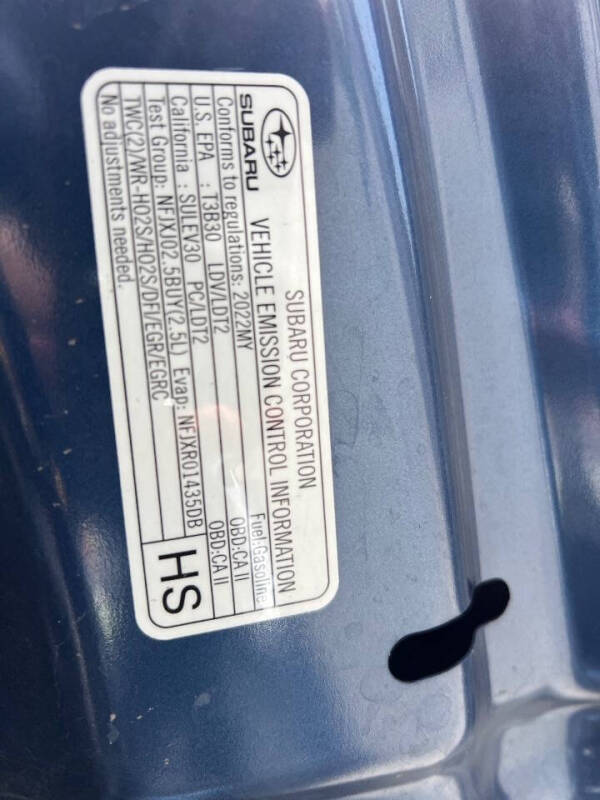 SUBARU CORPORATION
SUBARU VEHICLE EMISSION CONTROL INFORMATION
Conforms to regulations: 2022MY Fuel:Gasoline
U.S. EPA : T3B30 LDV/LDT2 OBD:CA II
California : SULEV30 PC/LDT2 OBD:CA II
Test Group: NFJXJ02.5BUY(2.5L) Evap: NFJXR01435DB
TWC(2)/WR-HO2S/HO2S/DFI/EGR/EGRC
No adjustments needed.
HS